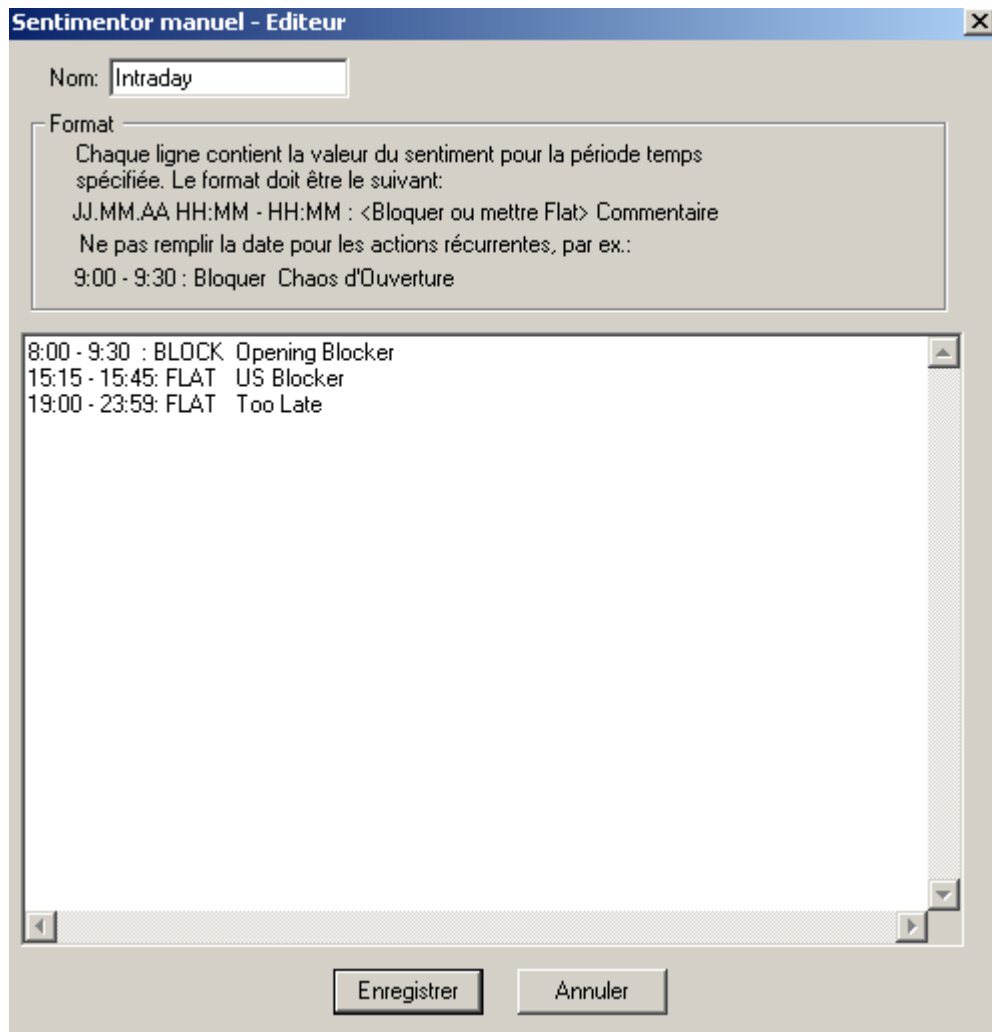 Sentimentor manuel - Editeur
Nom: Intraday
Format
Chaque ligne contient la valeur du sentiment pour la période temps
spécifiée. Le format doit être le suivant:
JJ.MM.AA HH:MM - HH:MM : <Bloquer ou mettre Flat> Commentaire
Ne pas remplir la date pour les actions récurrentes, par ex.:
9:00 - 9:30 : Bloquer  Chaos d'Ouverture
8:00 - 9:30  : BLOCK  Opening Blocker
15:15 - 15:45: FLAT   US Blocker
19:00 - 23:59: FLAT   Too Late
Enregistrer Annuler